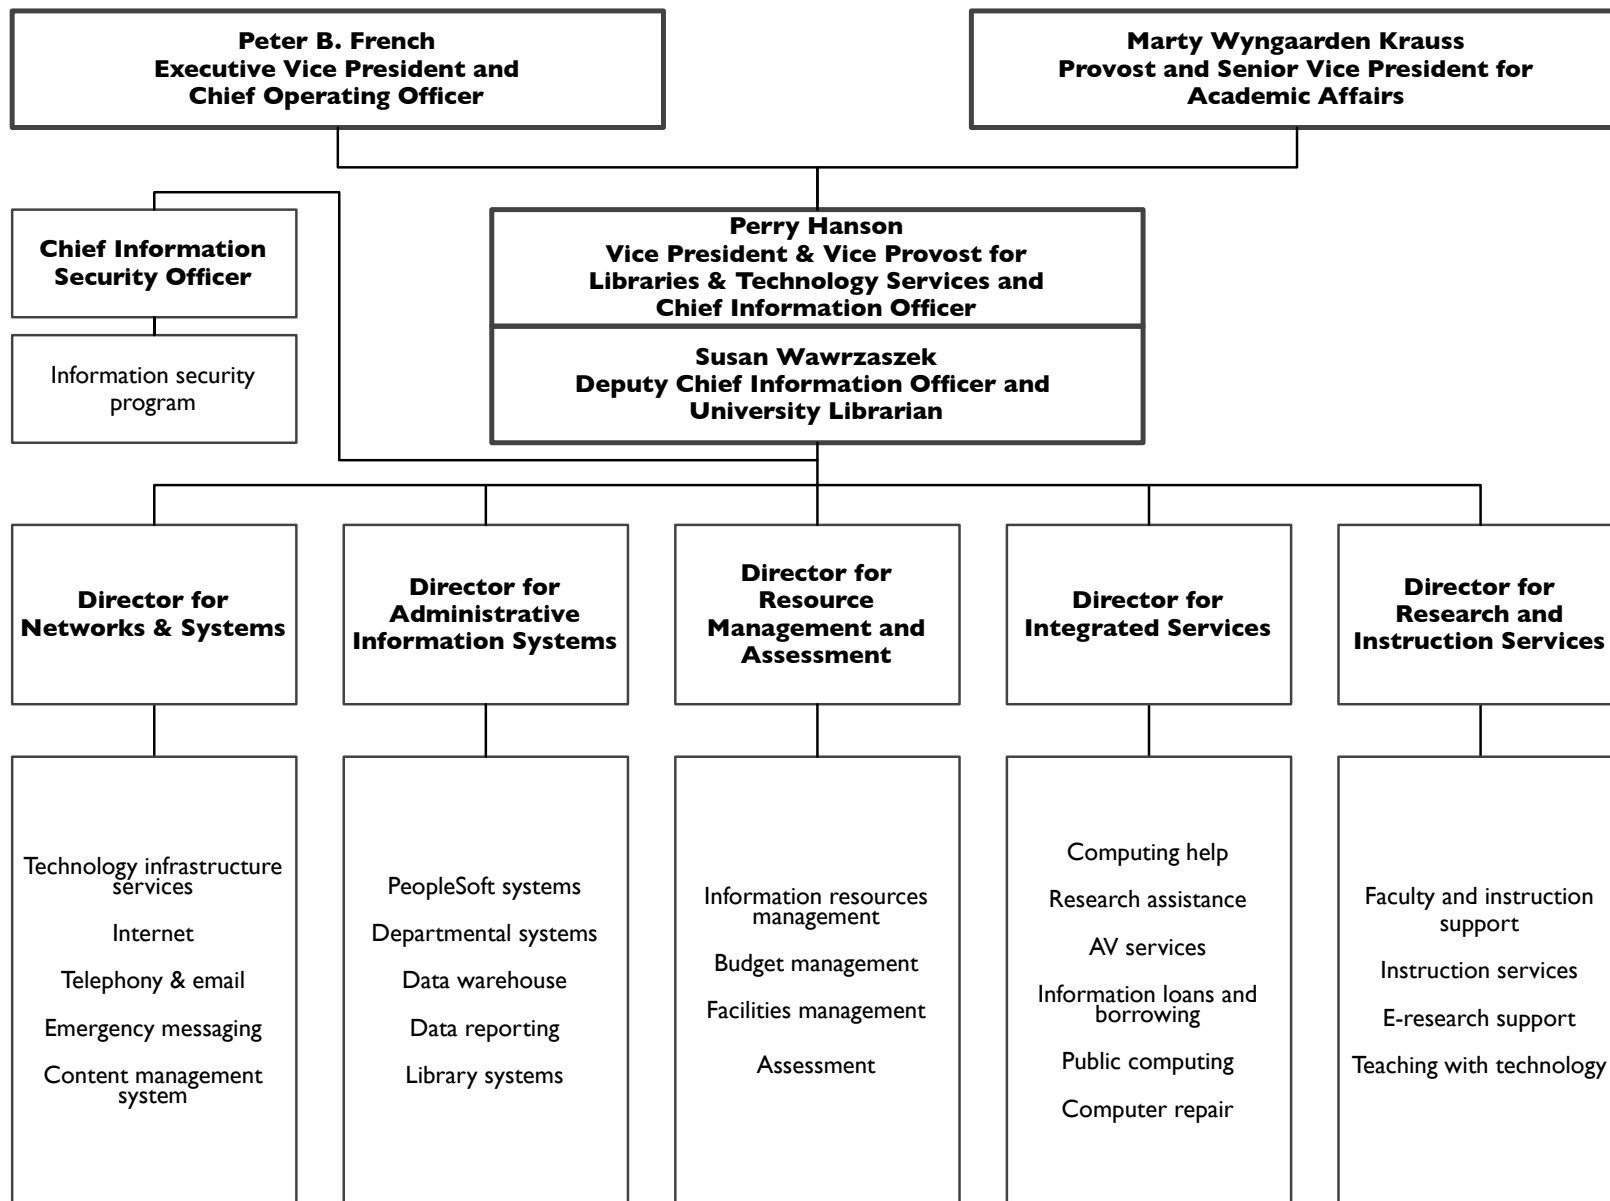 Peter B. French
Executive Vice President and
Chief Operating Officer
Marty Wyngaarden Krauss
Provost and Senior Vice President for
Academic Affairs
Chief Information
Security Officer
Information security
program
Perry Hanson
Vice President & Vice Provost for
Libraries & Technology Services and
Chief Information Officer
Susan Wawrzaszek
Deputy Chief Information Officer and
University Librarian
Director for
Networks & Systems
Director for
Administrative
Information Systems
Director for
Resource
Management and
Assessment
Director for
Integrated Services
Director for
Research and
Instruction Services
Technology infrastructure
services
Internet
Telephony & email
Emergency messaging
Content management
system
PeopleSoft systems
Departmental systems
Data warehouse
Data reporting
Library systems
Information resources
management
Budget management
Facilities management
Assessment
Computing help
Research assistance
AV services
Information loans and
borrowing
Public computing
Computer repair
Faculty and instruction
support
Instruction services
E-research support
Teaching with technology